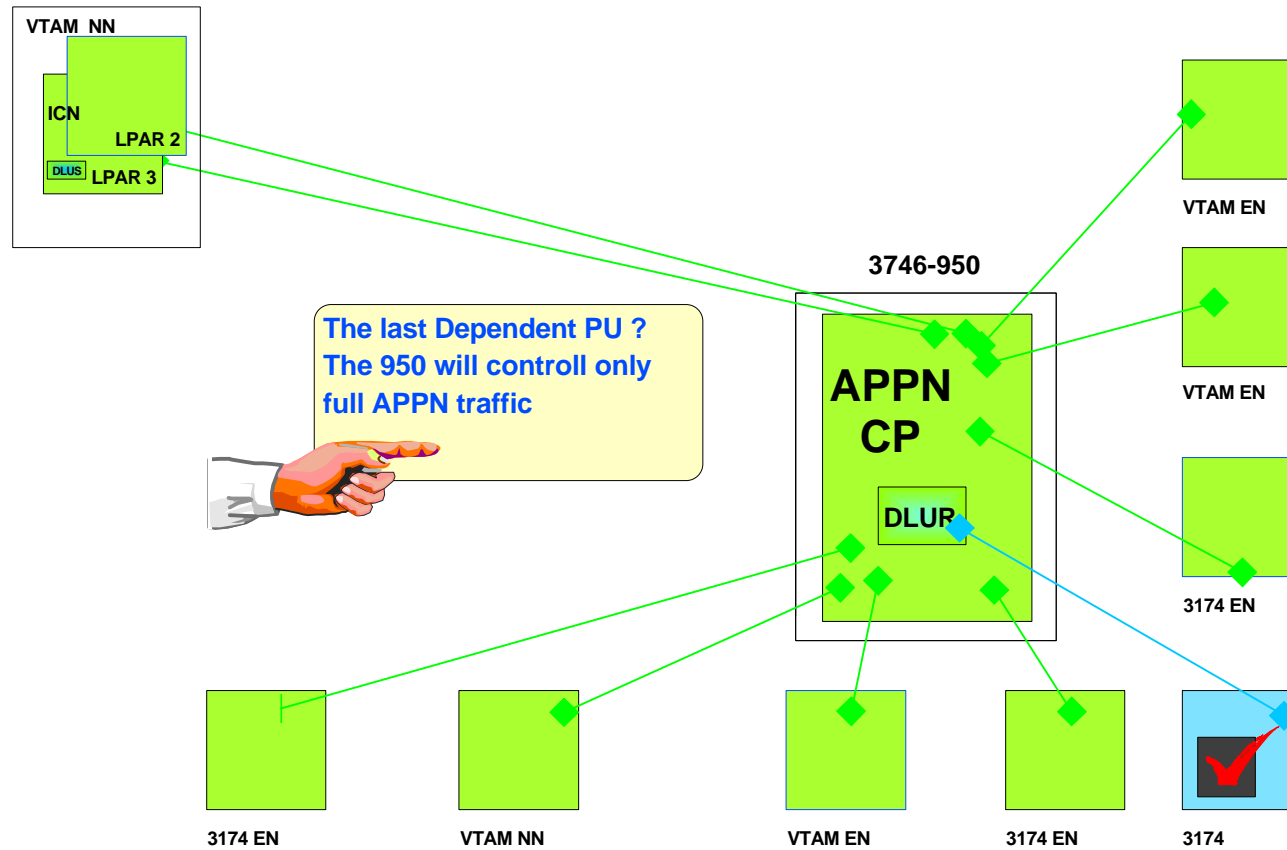 VTAM NN
ICN
LPAR 2
DLUS
LPAR 3
VTAM EN
3746-950
VTAM EN
The last Dependent PU ?
The 950 will controll only
full APPN traffic
APPN
CP
DLUR
3174 EN
3174 EN
VTAM NN
VTAM EN
3174 EN
3174